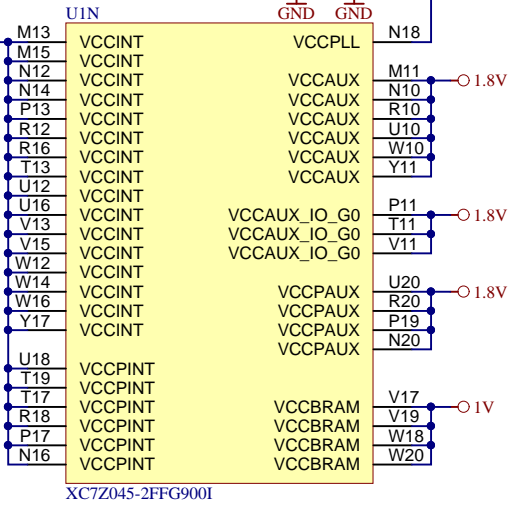 U1N GND GND
M13 VCCINT VCCPLL N18
M15 VCCINT
N12 VCCINT VCCAUX M11 1.8V
N14 VCCINT VCCAUX N10
P13 VCCINT VCCAUX R10
R12 VCCINT VCCAUX U10
R16 VCCINT VCCAUX W10
T13 VCCINT VCCAUX Y11
U12 VCCINT
U16 VCCINT VCCAUX_IO_G0 P11 1.8V
V13 VCCINT VCCAUX_IO_G0 T11
V15 VCCINT VCCAUX_IO_G0 V11
W12 VCCINT
W14 VCCINT VCCPAUX U20 1.8V
W16 VCCINT VCCPAUX R20
Y17 VCCINT VCCPAUX P19
VCCPAUX N20
U18 VCCPINT
T19 VCCPINT
T17 VCCPINT VCCBRAM V17 1V
R18 VCCPINT VCCBRAM V19
P17 VCCPINT VCCBRAM W18
N16 VCCPINT VCCBRAM W20
XC7Z045-2FFG900I